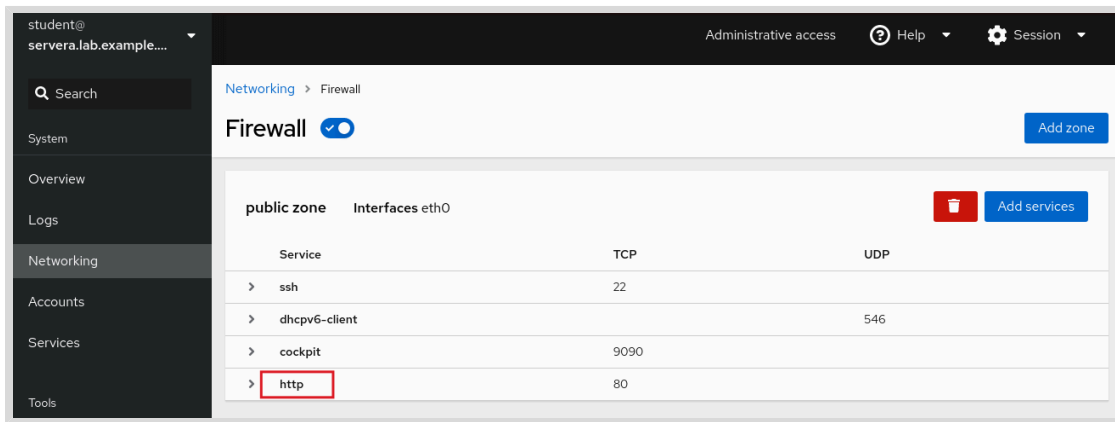 student@
servera.lab.example....
Administrative access
Help
Session
Search
System
Overview
Logs
Networking
Accounts
Services
Tools
Networking > Firewall
Firewall
Add zone
public zone Interfaces eth0
Add services
Service TCP UDP
ssh 22
dhcpv6-client 546
cockpit 9090
http 80